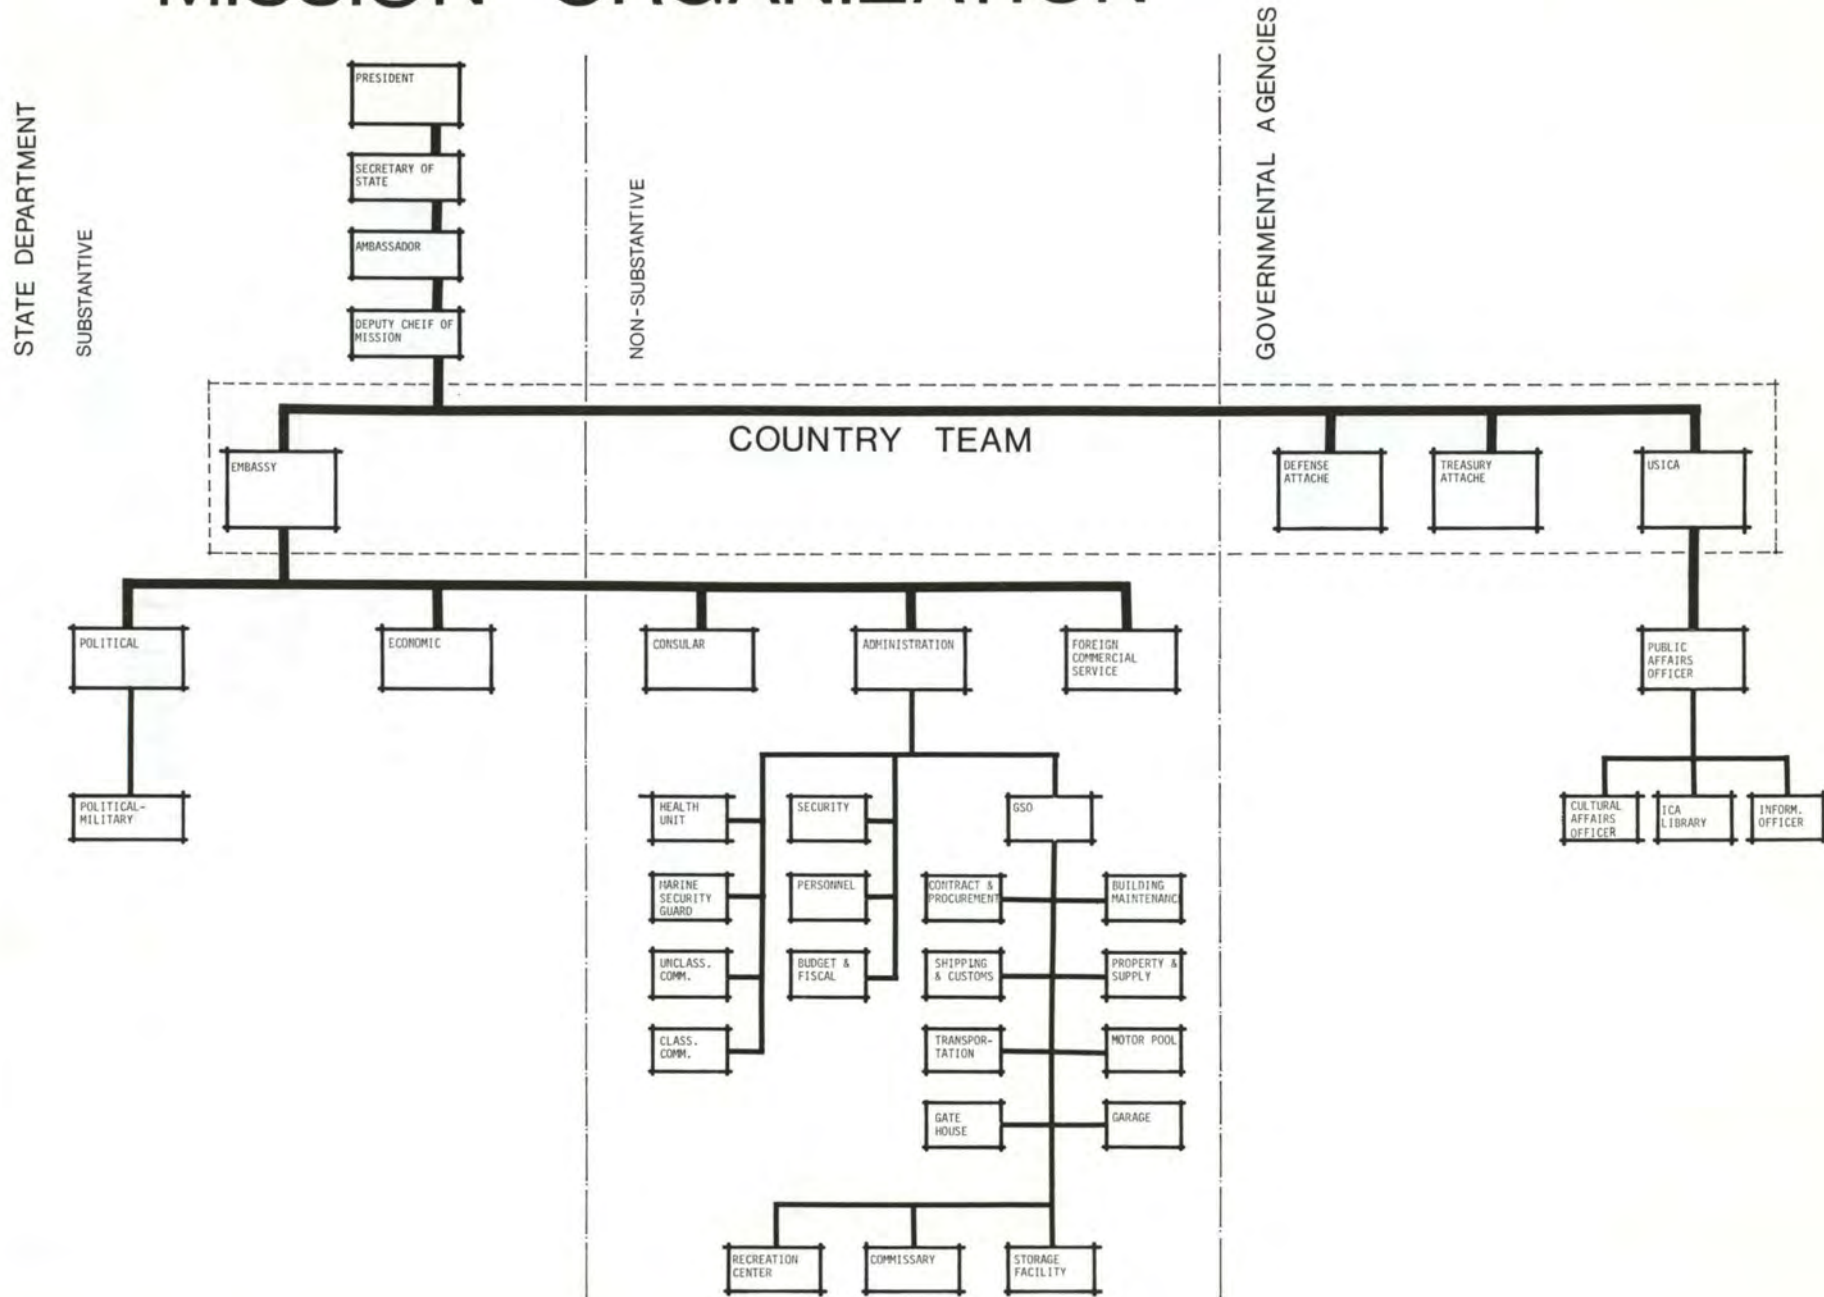 MISSION ORGANIZATION
STATE DEPARTMENT
SUBSTANTIVE
NON-SUBSTANTIVE
GOVERNMENTAL AGENCIES
PRESIDENT
SECRETARY OF
STATE
AMBASSADOR
DEPUTY CHEIF OF
MISSION
COUNTRY TEAM
EMBASSY
DEFENSE
ATTACHE
TREASURY
ATTACHE
USICA
POLITICAL
ECONOMIC
CONSULAR
ADMINISTRATION
FOREIGN
COMMERCIAL
SERVICE
PUBLIC
AFFAIRS
OFFICER
POLITICAL-
MILITARY
HEALTH
UNIT
SECURITY
GSO
CULTURAL
AFFAIRS
OFFICER
ICA
LIBRARY
INFORM.
OFFICER
MARINE
SECURITY
GUARD
PERSONNEL
CONTRACT &
PROCUREMENT
BUILDING
MAINTENANC
UNCLASS.
COMM.
BUDGET &
FISCAL
SHIPPING
& CUSTOMS
PROPERTY &
SUPPLY
CLASS.
COMM.
TRANSPOR-
TATION
MOTOR POOL
GATE
HOUSE
GARAGE
RECREATION
CENTER
COMMISSARY
STORAGE
FACILITY